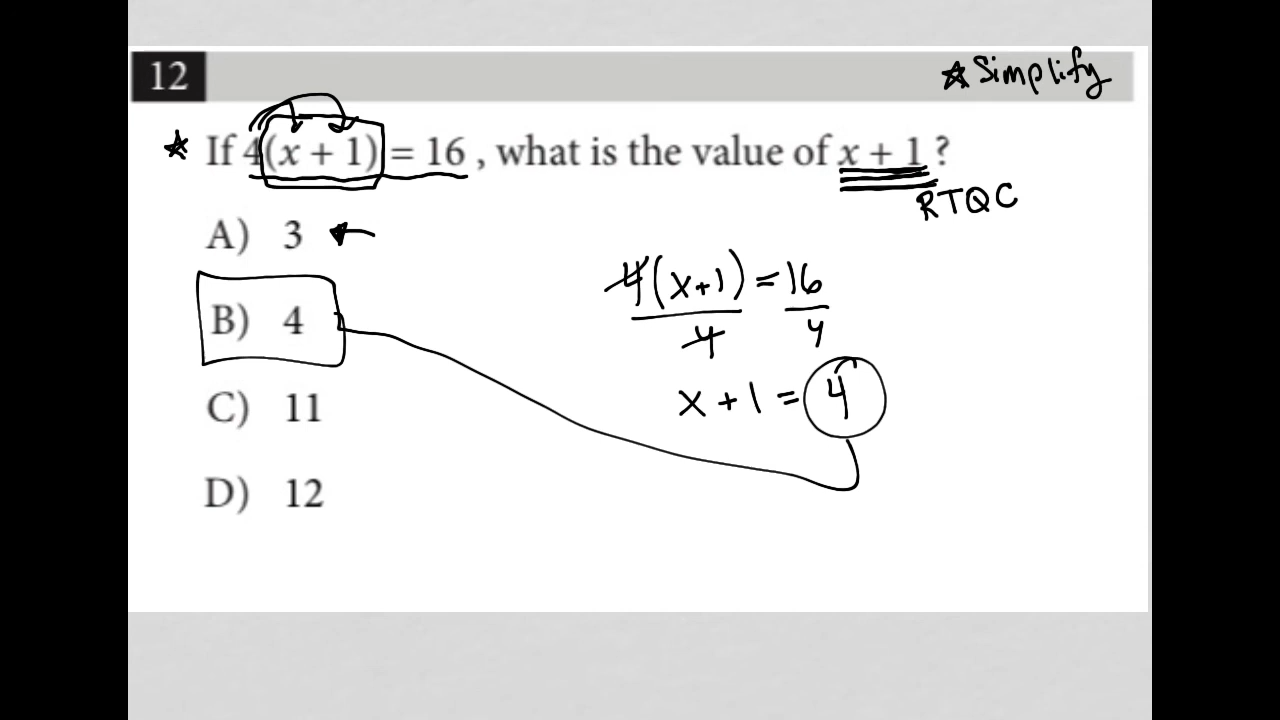 12
☆ Simplify
☆ If 4(x + 1) = 16 , what is the value of x + 1 ?
RTQC
A) 3
B) 4
C) 11
D) 12
4(x+1) = 16
4 4
x + 1 = 4